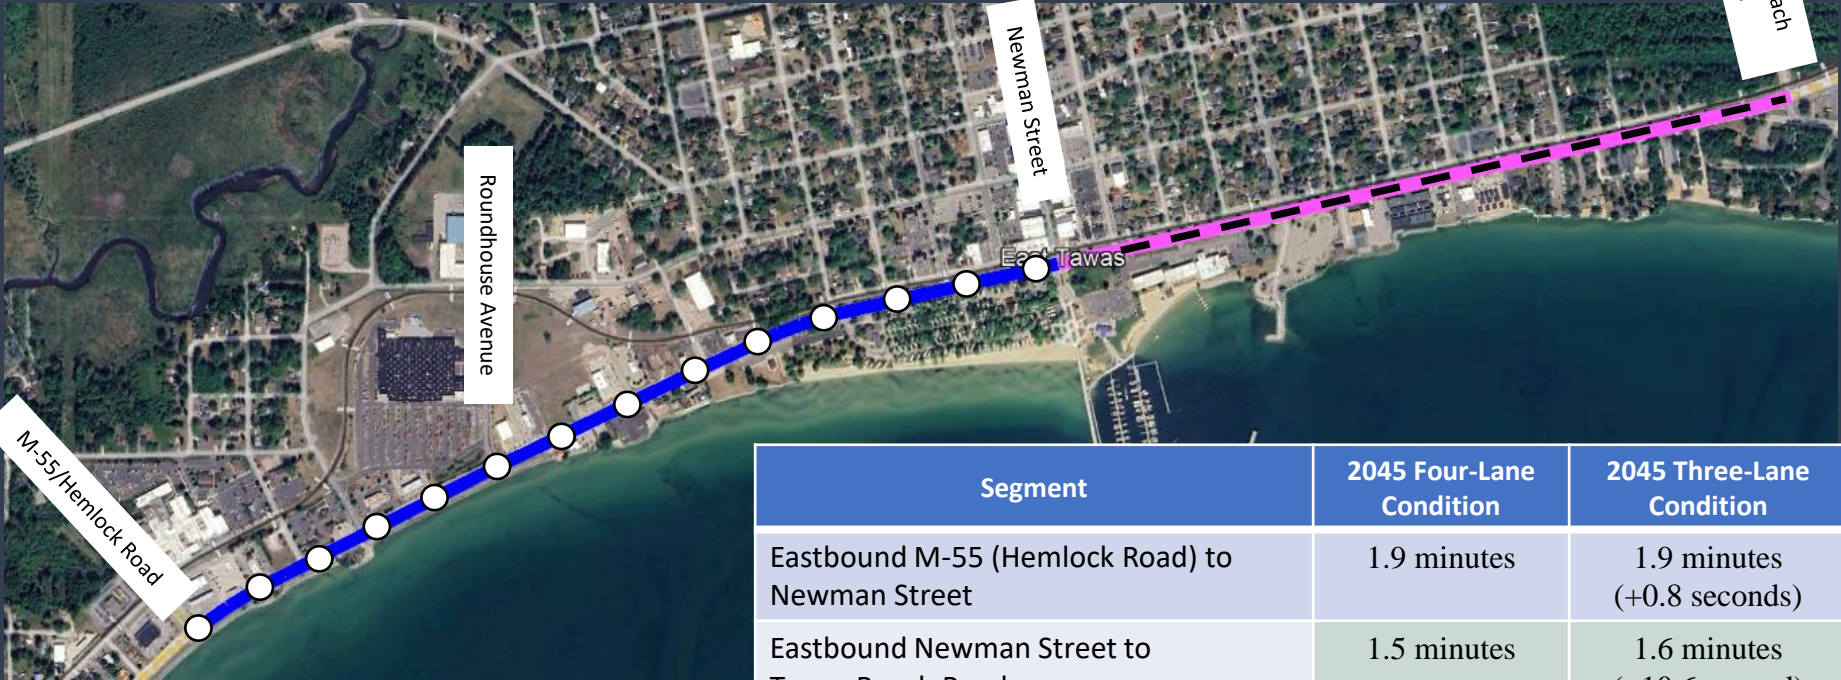 ach
Newman Street
Roundhouse Avenue
East Tawas
M-55/Hemlock Road
Segment
2045 Four-Lane
Condition
2045 Three-Lane
Condition
Eastbound M-55 (Hemlock Road) to
Newman Street
1.9 minutes
1.9 minutes
(+0.8 seconds)
Eastbound Newman Street to
1.5 minutes
1.6 minutes